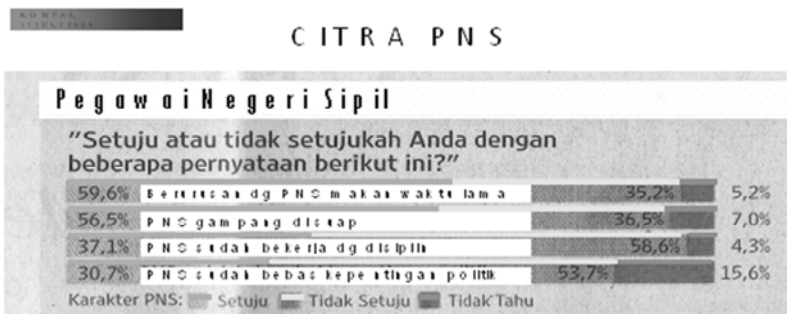 KOMPAS,
CITRA PNS
Pegawai Negeri Sipil
"Setuju atau tidak setujukah Anda dengan
beberapa pernyataan berikut ini?"
59,6% Berurusan dg PNS makan waktu lama 35,2% 5,2%
56,5% PNS gampang disuap 36,5% 7,0%
37,1% PNS sudah bekerja dg disiplin 58,6% 4,3%
30,7% PNS sudah bebas kepentingan politik 53,7% 15,6%
Karakter PNS: Setuju Tidak Setuju Tidak Tahu